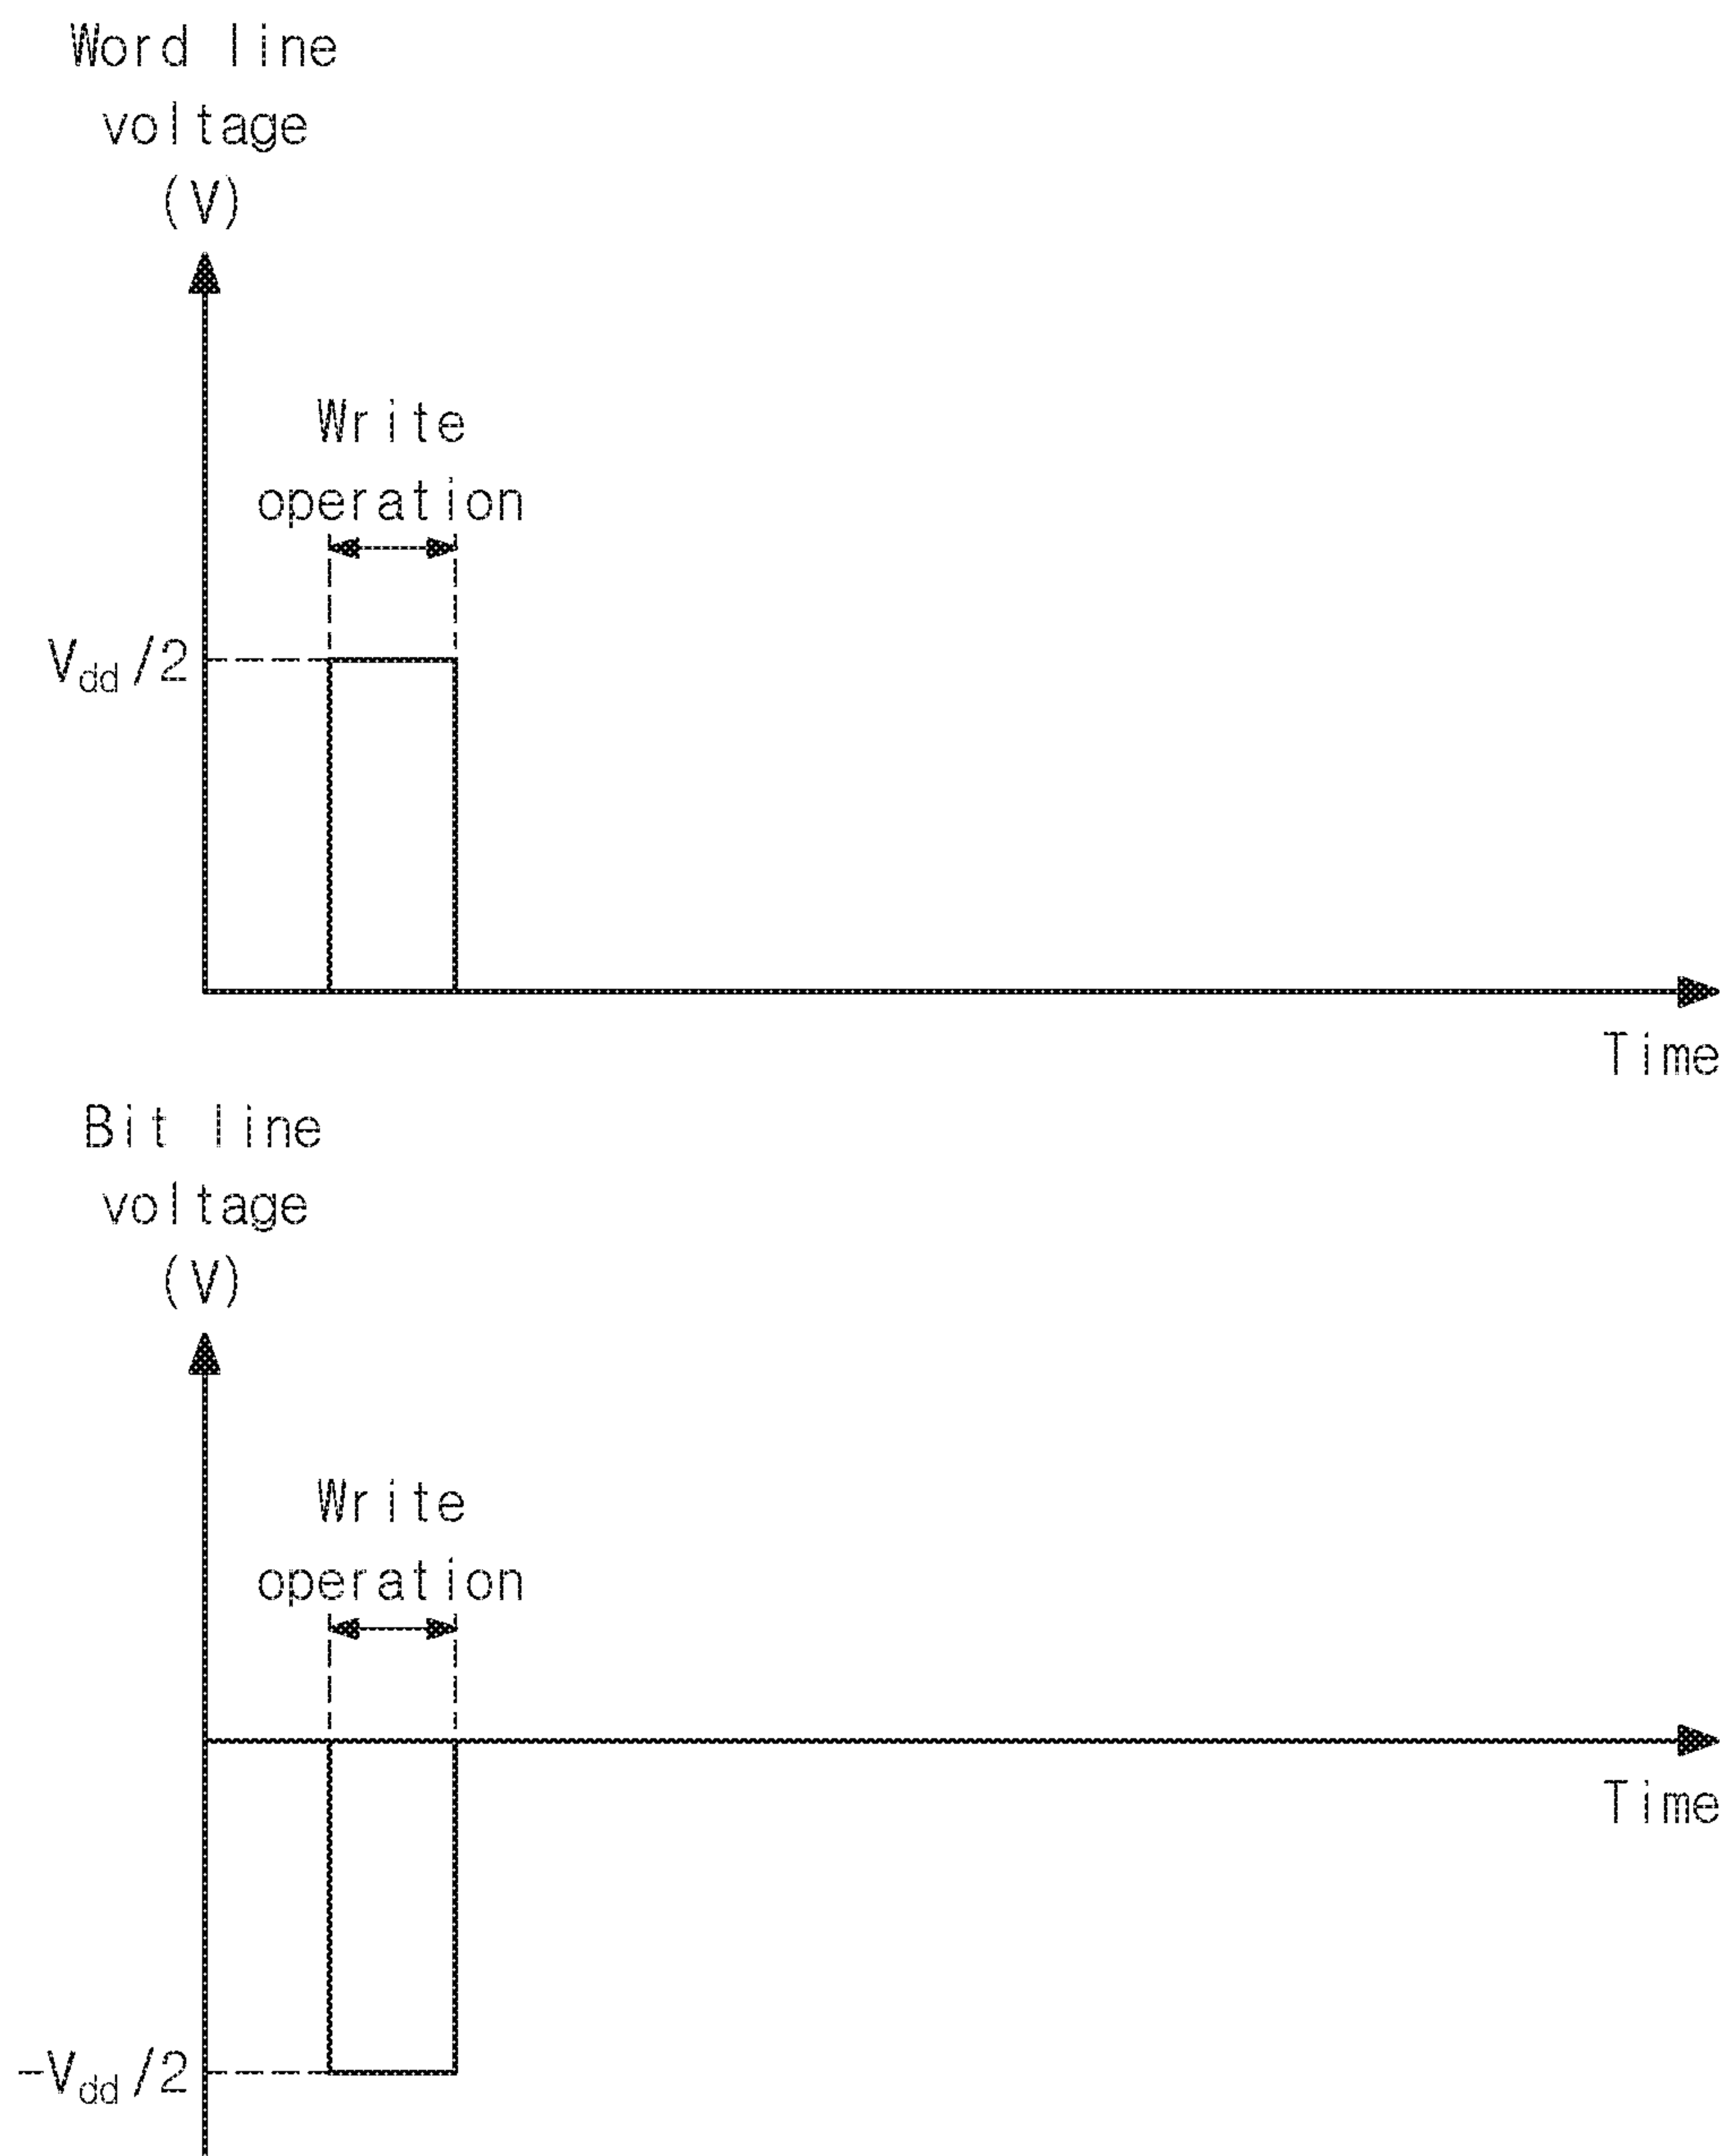 Word line
voltage
(V)
Write
operation
Vdd/2
Time
Bit line
voltage
(V)
Write
operation
Time
-Vdd/2